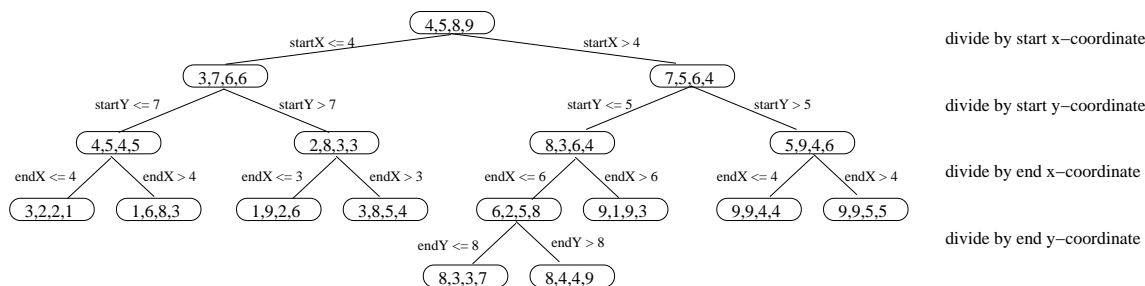 4,5,8,9
startX <= 4
startX > 4
divide by start x−coordinate
3,7,6,6
7,5,6,4
startY <= 7
startY > 7
startY <= 5
startY > 5
divide by start y−coordinate
4,5,4,5
2,8,3,3
8,3,6,4
5,9,4,6
endX <= 4
endX > 4
endX <= 3
endX > 3
endX <= 6
endX > 6
endX <= 4
endX > 4
divide by end x−coordinate
3,2,2,1
1,6,8,3
1,9,2,6
3,8,5,4
6,2,5,8
9,1,9,3
9,9,4,4
9,9,5,5
endY <= 8
endY > 8
divide by end y−coordinate
8,3,3,7
8,4,4,9